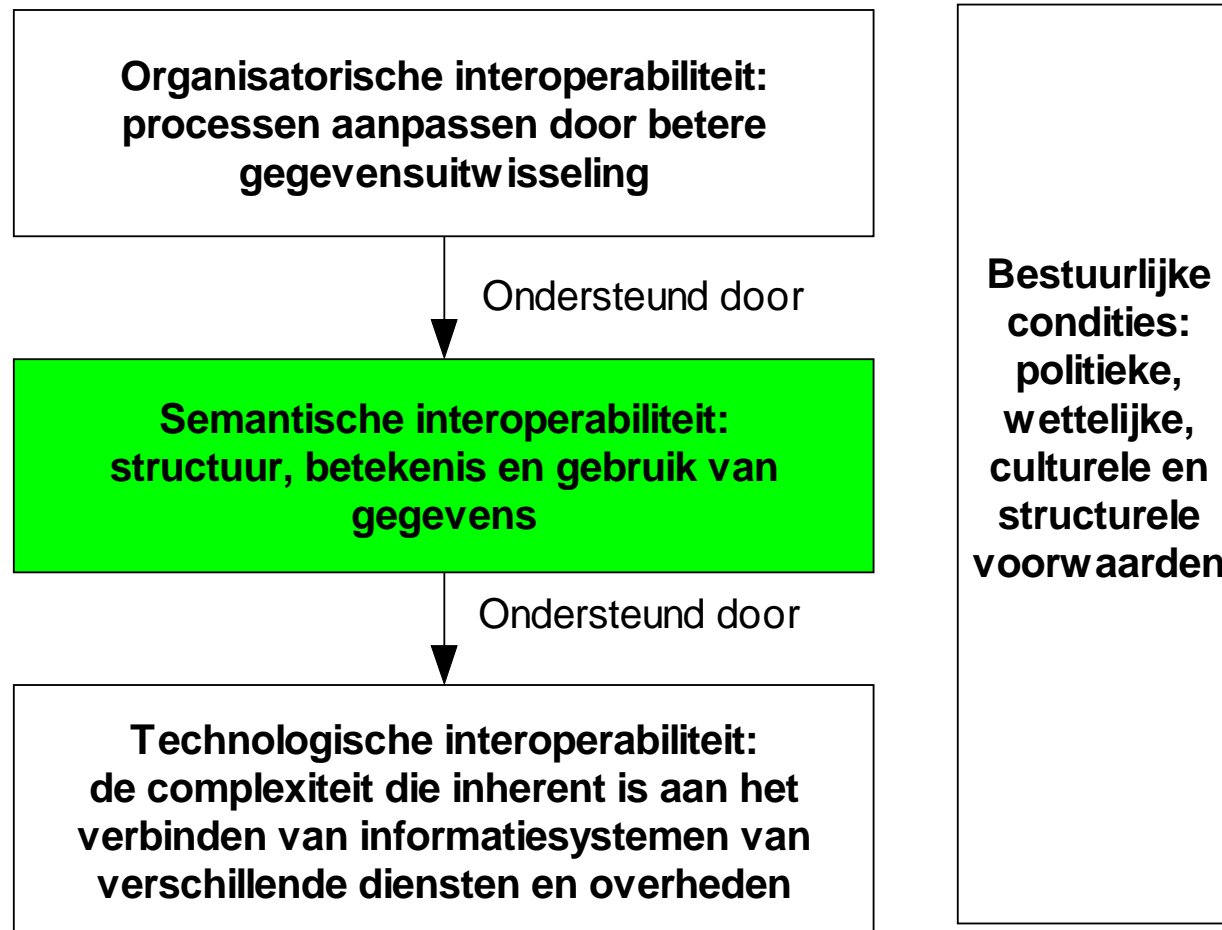 Organisatorische interoperabiliteit:
processen aanpassen door betere
gegevensuitwisseling
Ondersteund door
Semantische interoperabiliteit:
structuur, betekenis en gebruik van
gegevens
Ondersteund door
Technologische interoperabiliteit:
de complexiteit die inherent is aan het
verbinden van informatiesystemen van
verschillende diensten en overheden
Bestuurlijke
condities:
politieke,
wettelijke,
culturele en
structurele
voorwaarden